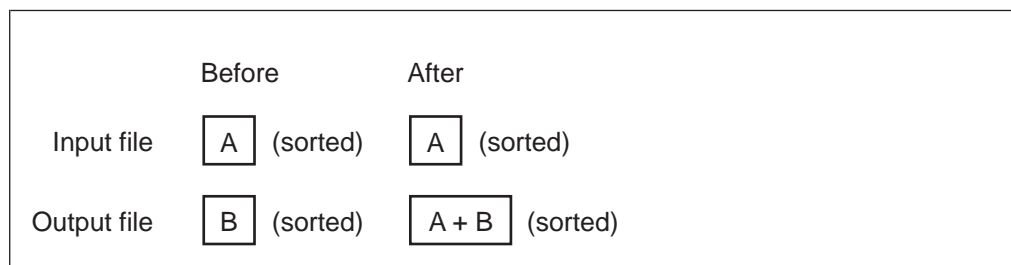 Before After
Input file A (sorted) A (sorted)
Output file B (sorted) A + B (sorted)